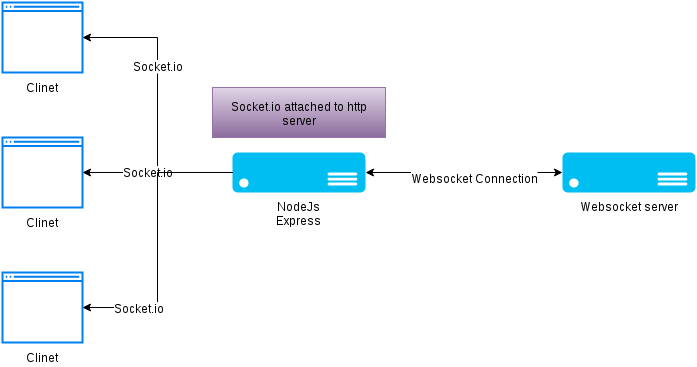 Socket.io
Clinet
Socket.io attached to http
server
Socket.io
Websocket Connection
NodeJs
Express
Websocket server
Clinet
Socket.io
Clinet